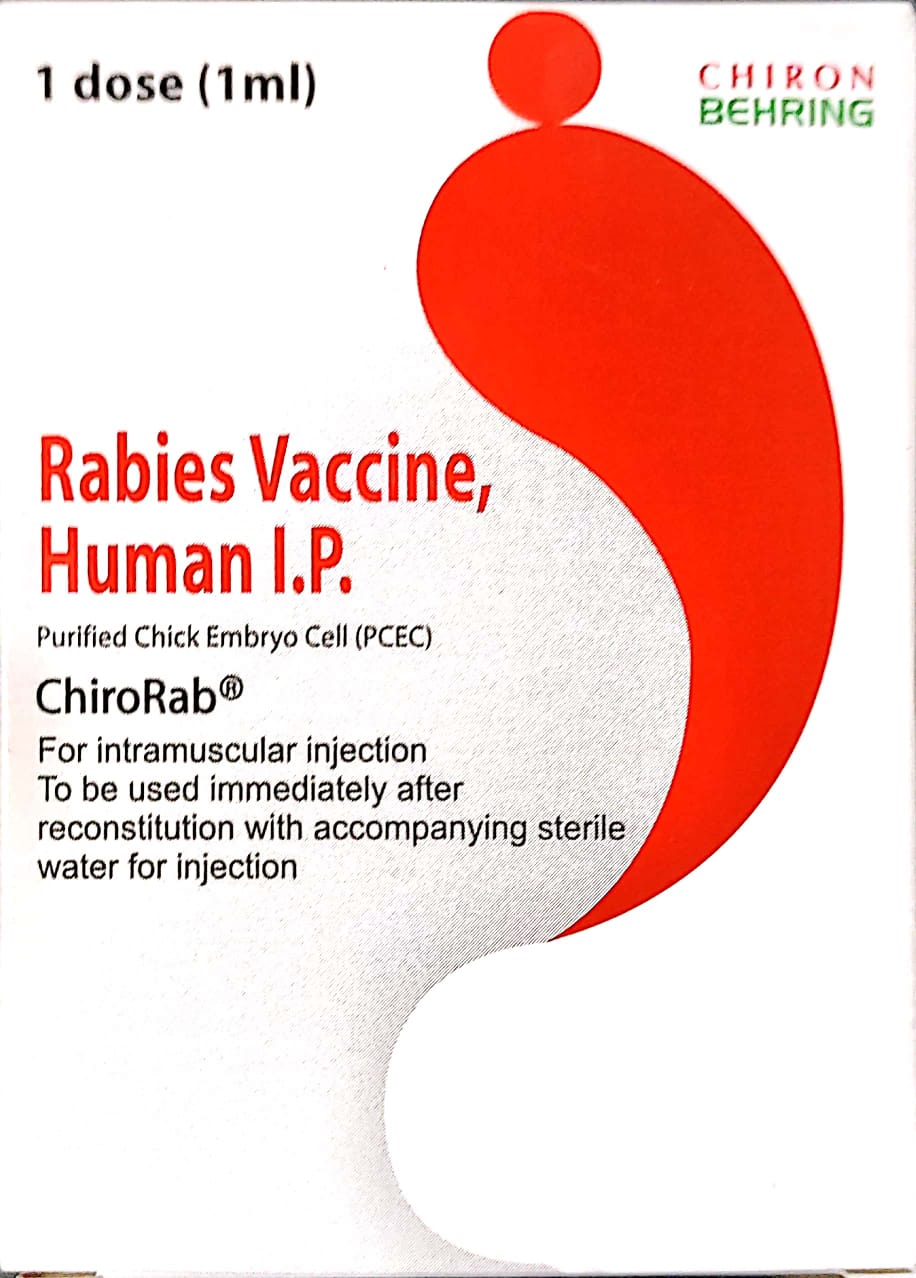 1 dose (1ml)
CHIRON
BEHRING
Rabies Vaccine,
Human I.P.
Purified Chick Embryo Cell (PCEC)
ChiroRab®
For intramuscular injection
To be used immediately after
reconstitution with accompanying sterile
water for injection